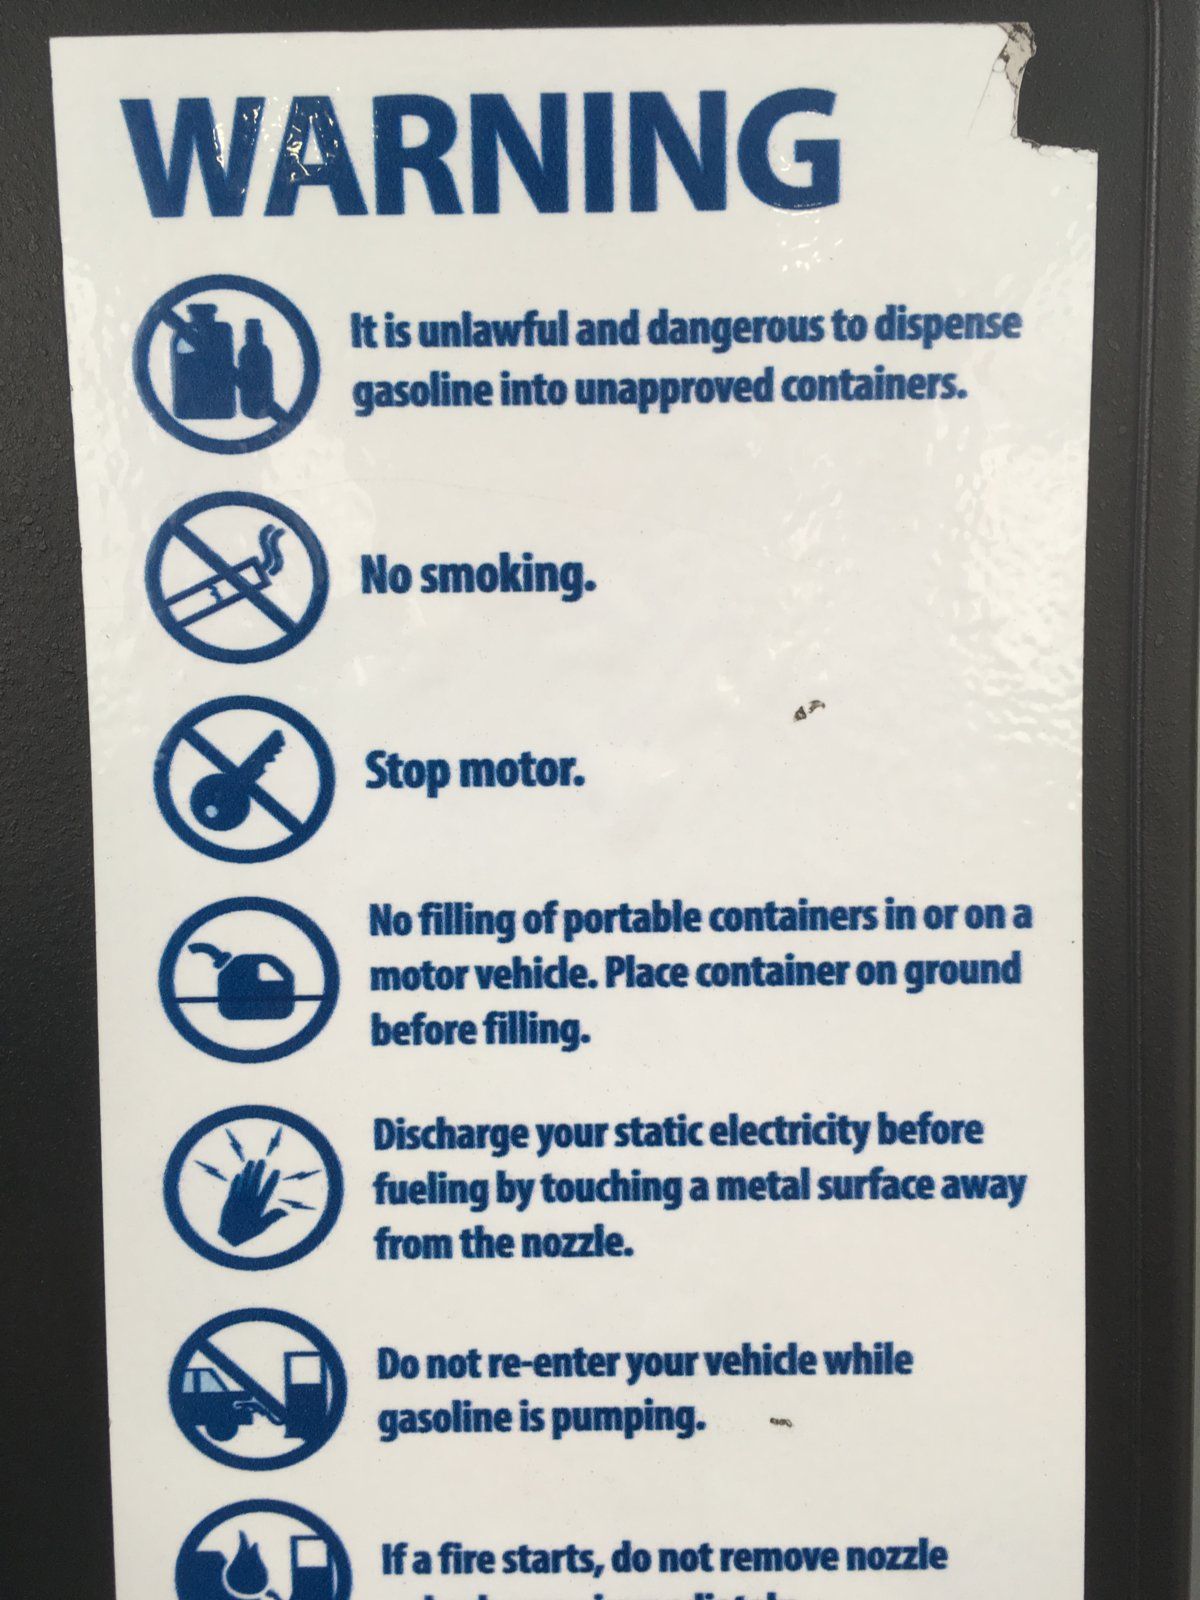 WARNING
It is unlawful and dangerous to dispense
gasoline into unapproved containers.
No smoking.
Stop motor.
No filling of portable containers in or on a
motor vehicle. Place container on ground
before filling.
Discharge your static electricity before
fueling by touching a metal surface away
from the nozzle.
Do not re-enter your vehicle while
gasoline is pumping.
If a fire starts, do not remove nozzle